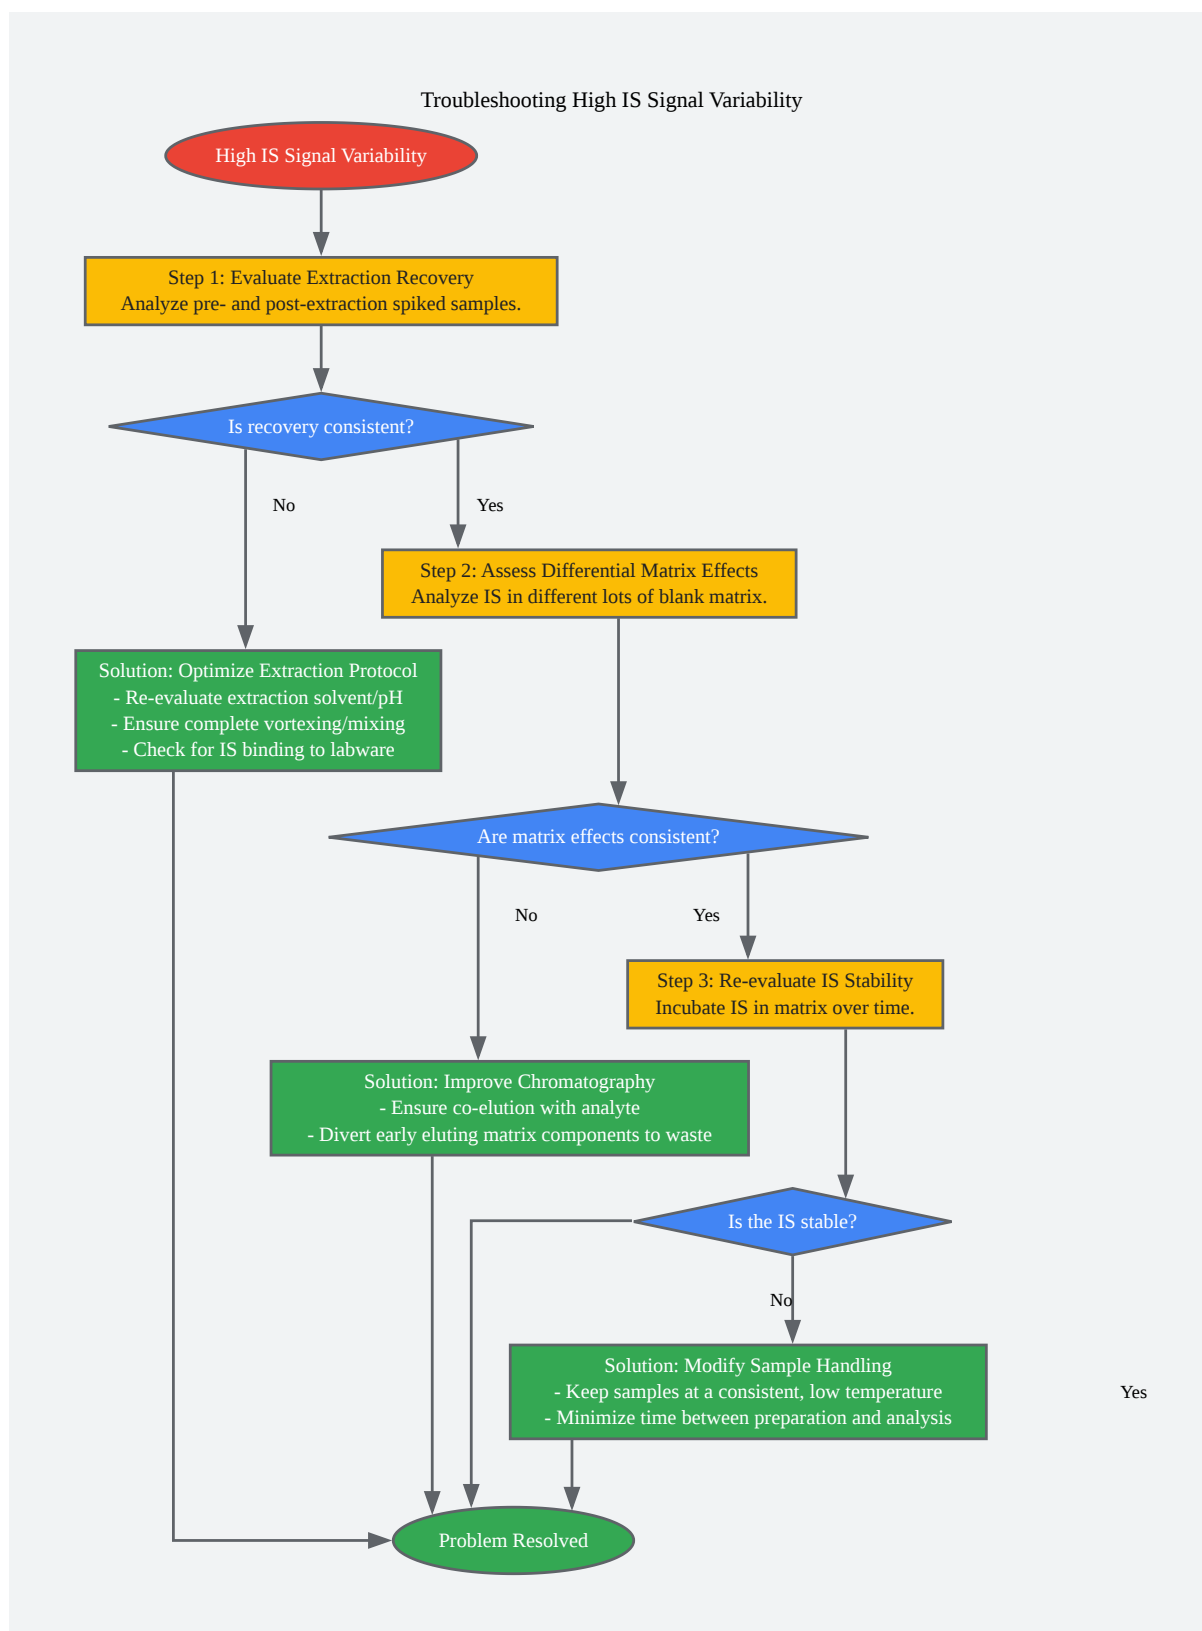 Troubleshooting High IS Signal Variability
High IS Signal Variability
Step 1: Evaluate Extraction Recovery
Analyze pre- and post-extraction spiked samples.
Is recovery consistent?
No
Yes
Step 2: Assess Differential Matrix Effects
Analyze IS in different lots of blank matrix.
Solution: Optimize Extraction Protocol
- Re-evaluate extraction solvent/pH
- Ensure complete vortexing/mixing
- Check for IS binding to labware
Are matrix effects consistent?
No
Yes
Step 3: Re-evaluate IS Stability
Incubate IS in matrix over time.
Solution: Improve Chromatography
- Ensure co-elution with analyte
- Divert early eluting matrix components to waste
Is the IS stable?
No
Solution: Modify Sample Handling
- Keep samples at a consistent, low temperature
- Minimize time between preparation and analysis
Yes
Problem Resolved